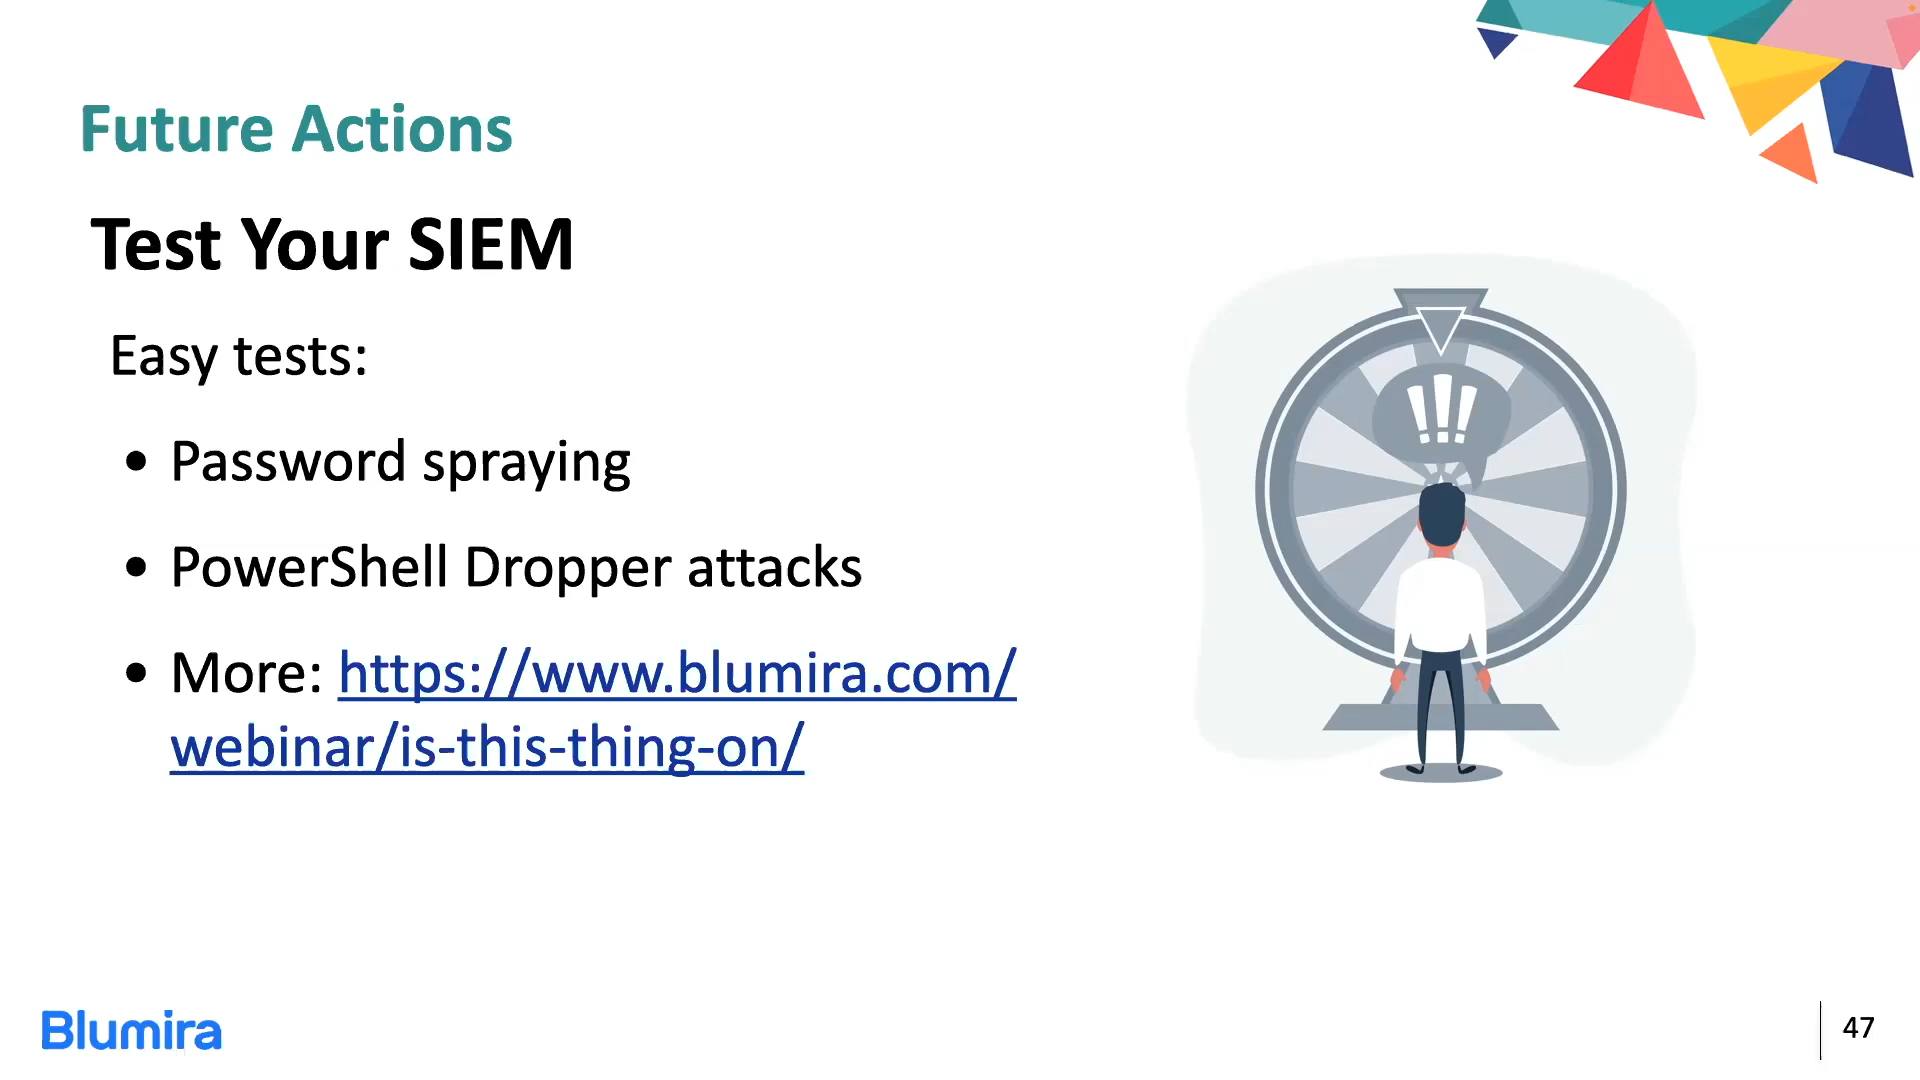 Future Actions
Test Your SIEM
Easy tests:
• Password spraying
• PowerShell Dropper attacks
• More: https://www.blumira.com/
webinar/is-this-thing-on/
!!!
Blumira
47